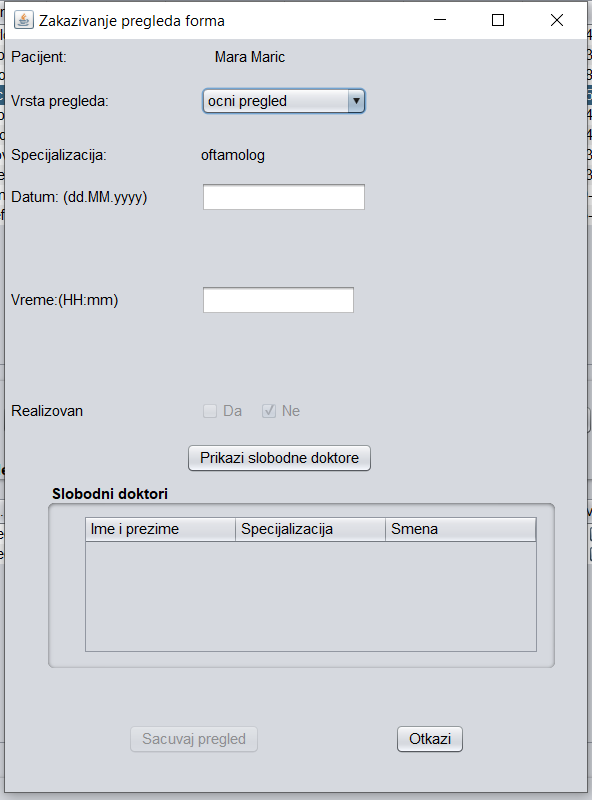 Zakazivanje pregleda forma
Pacijent: Mara Maric
Vrsta pregleda: ocni pregled
Specijalizacija: oftamolog
Datum: (dd.MM.yyyy)
Vreme:(HH:mm)
Realizovan Da Ne
Prikazi slobodne doktore
Slobodni doktori
Ime i prezime Specijalizacija Smena
Sacuvaj pregled Otkazi